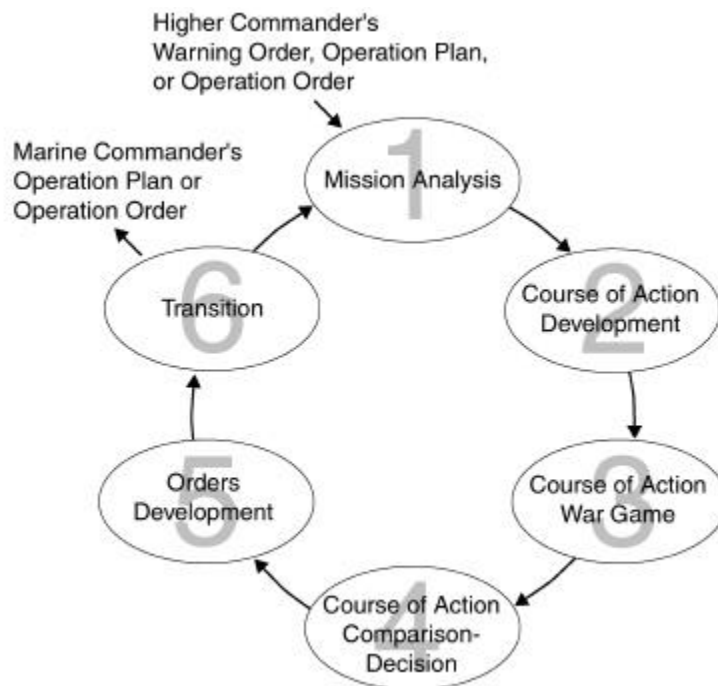 Higher Commander's
Warning Order, Operation Plan,
or Operation Order
Marine Commander's
Operation Plan or
Operation Order
1
Mission Analysis
2
Course of Action
Development
3
Course of Action
War Game
4
Course of Action
Comparison-
Decision
5
Orders
Development
6
Transition